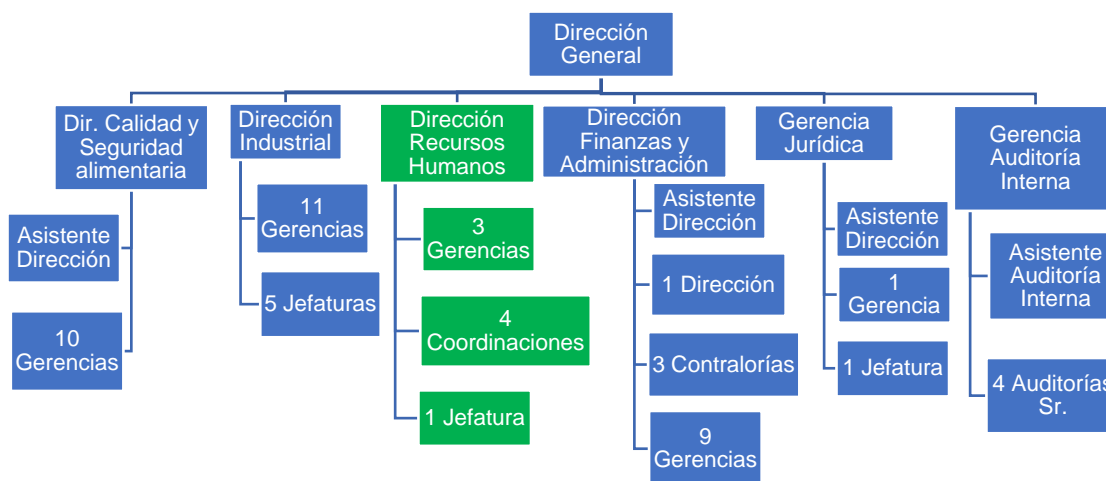 Dirección
General
Dir. Calidad y
Seguridad
alimentaria
Asistente
Dirección
10
Gerencias
Dirección
Industrial
11
Gerencias
5 Jefaturas
Dirección
Recursos
Humanos
3
Gerencias
4
Coordinaciones
1 Jefatura
Dirección
Finanzas y
Administración
Asistente
Dirección
1 Dirección
3 Contralorías
9
Gerencias
Gerencia
Jurídica
Asistente
Dirección
1
Gerencia
1 Jefatura
Gerencia
Auditoría
Interna
Asistente
Auditoría
Interna
4 Auditorías
Sr.